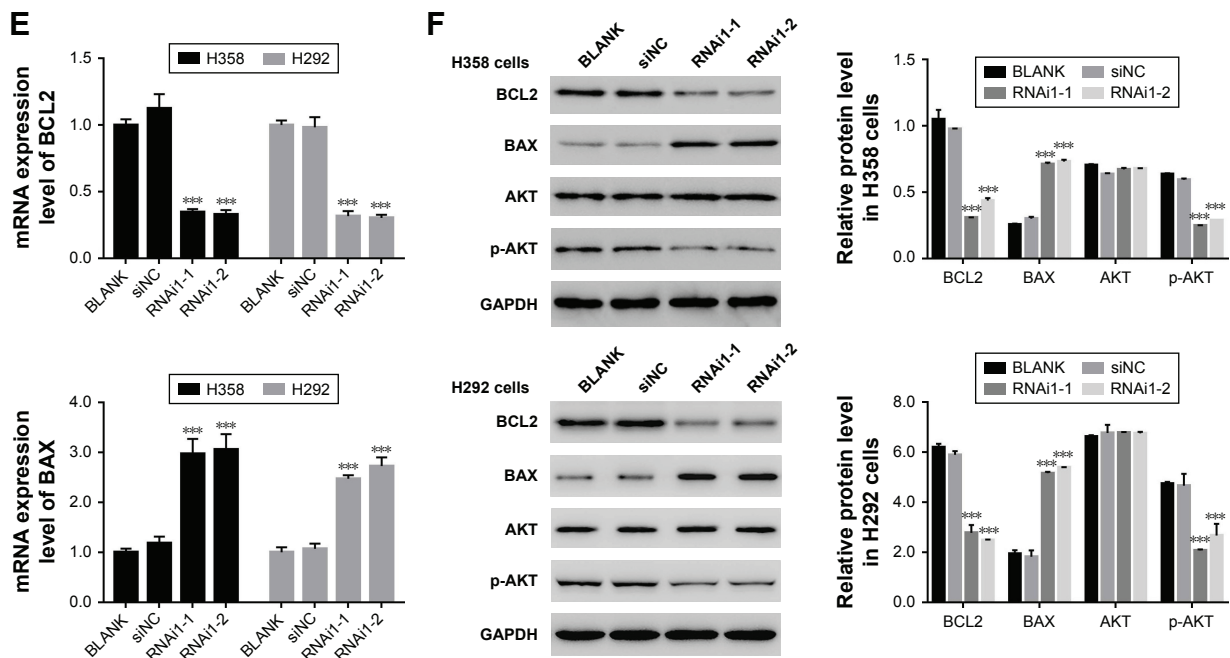 E
mRNA expression
level of BCL2
1.5
1.0
0.5
0.0
H358
H292
***
***
***
***
BLANK
siNC
RNAi1-1
RNAi1-2
BLANK
siNC
RNAi1-1
RNAi1-2
mRNA expression
level of BAX
4.0
3.0
2.0
1.0
0.0
H358
H292
***
***
***
***
BLANK
siNC
RNAi1-1
RNAi1-2
BLANK
siNC
RNAi1-1
RNAi1-2
F
H358 cells
BLANK
siNC
RNAi1-1
RNAi1-2
BCL2
BAX
AKT
p-AKT
GAPDH
Relative protein level
in H358 cells
1.5
1.0
0.5
0.0
BLANK
siNC
RNAi1-1
RNAi1-2
***
***
***
***
***
***
BCL2
BAX
AKT
p-AKT
H292 cells
BLANK
siNC
RNAi1-1
RNAi1-2
BCL2
BAX
AKT
p-AKT
GAPDH
Relative protein level
in H292 cells
8.0
6.0
4.0
2.0
0.0
BLANK
siNC
RNAi1-1
RNAi1-2
***
***
***
***
***
***
BCL2
BAX
AKT
p-AKT